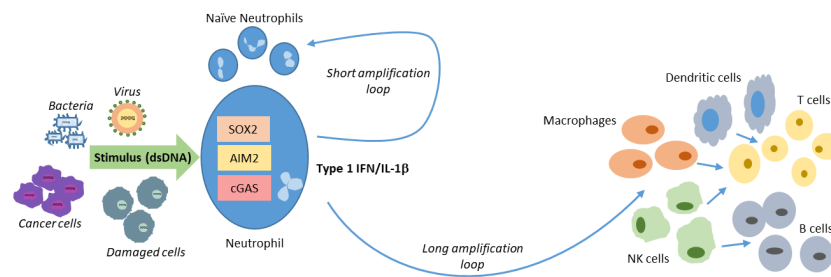 Naïve Neutrophils
Short amplification
loop
Virus
Bacteria
Stimulus (dsDNA)
Cancer cells
Damaged cells
SOX2
AIM2
cGAS
Neutrophil
Type 1 IFN/IL-1β
Long amplification
loop
Dendritic cells
T cells
Macrophages
NK cells
B cells